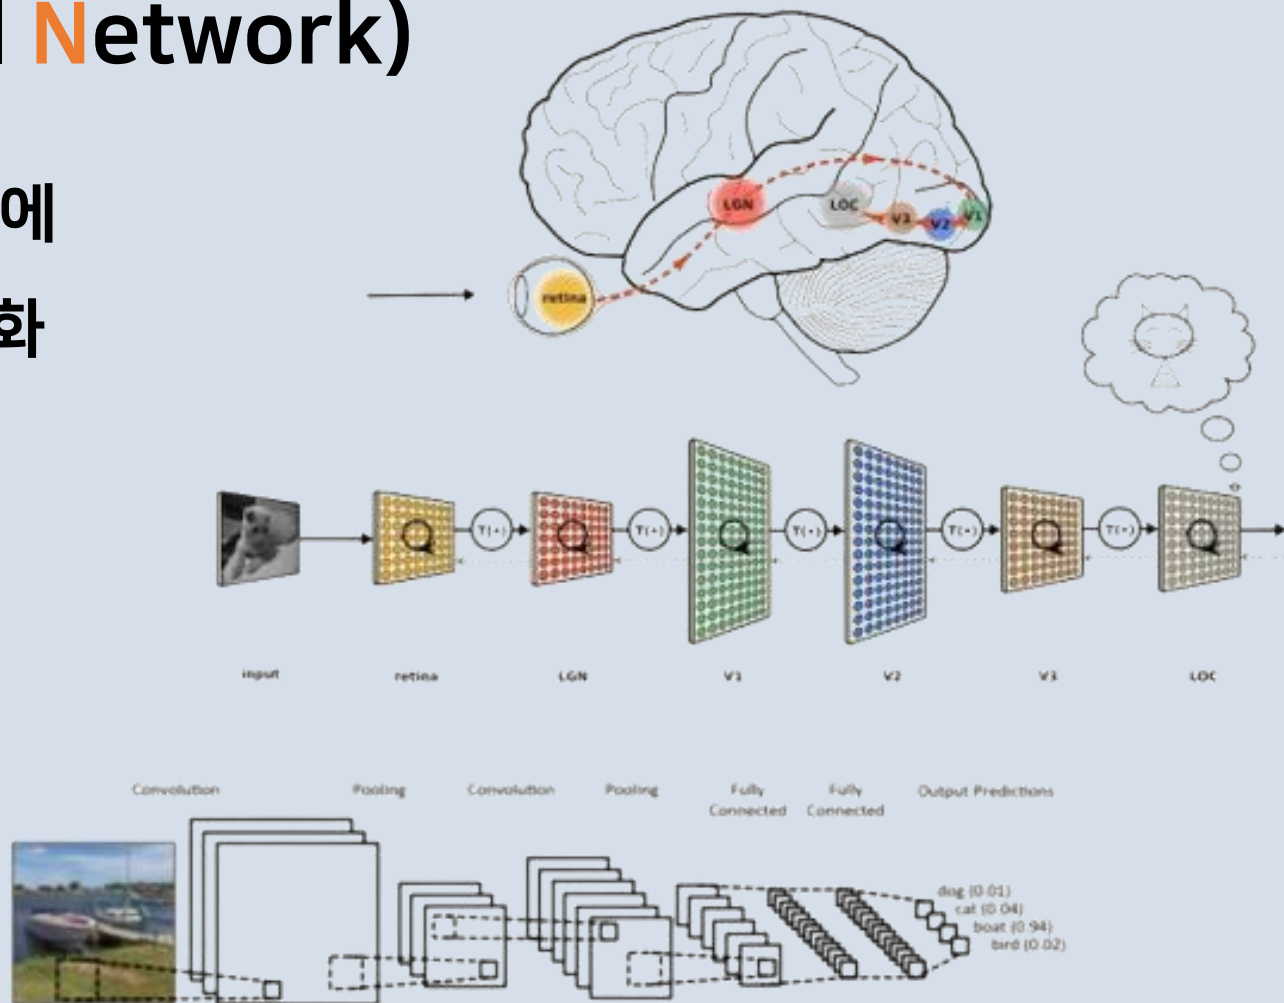 Network)
에
화
LGN
LOC
V3
V2
V1
retina
T(•) T(•) T(•) T(•) T(•)
input retina LGN V1 V2 V3 LOC
Convolution Pooling Convolution Pooling Fully Connected Fully Connected Output Predictions
dog (0.01)
cat (0.04)
boat (0.94)
bird (0.02)